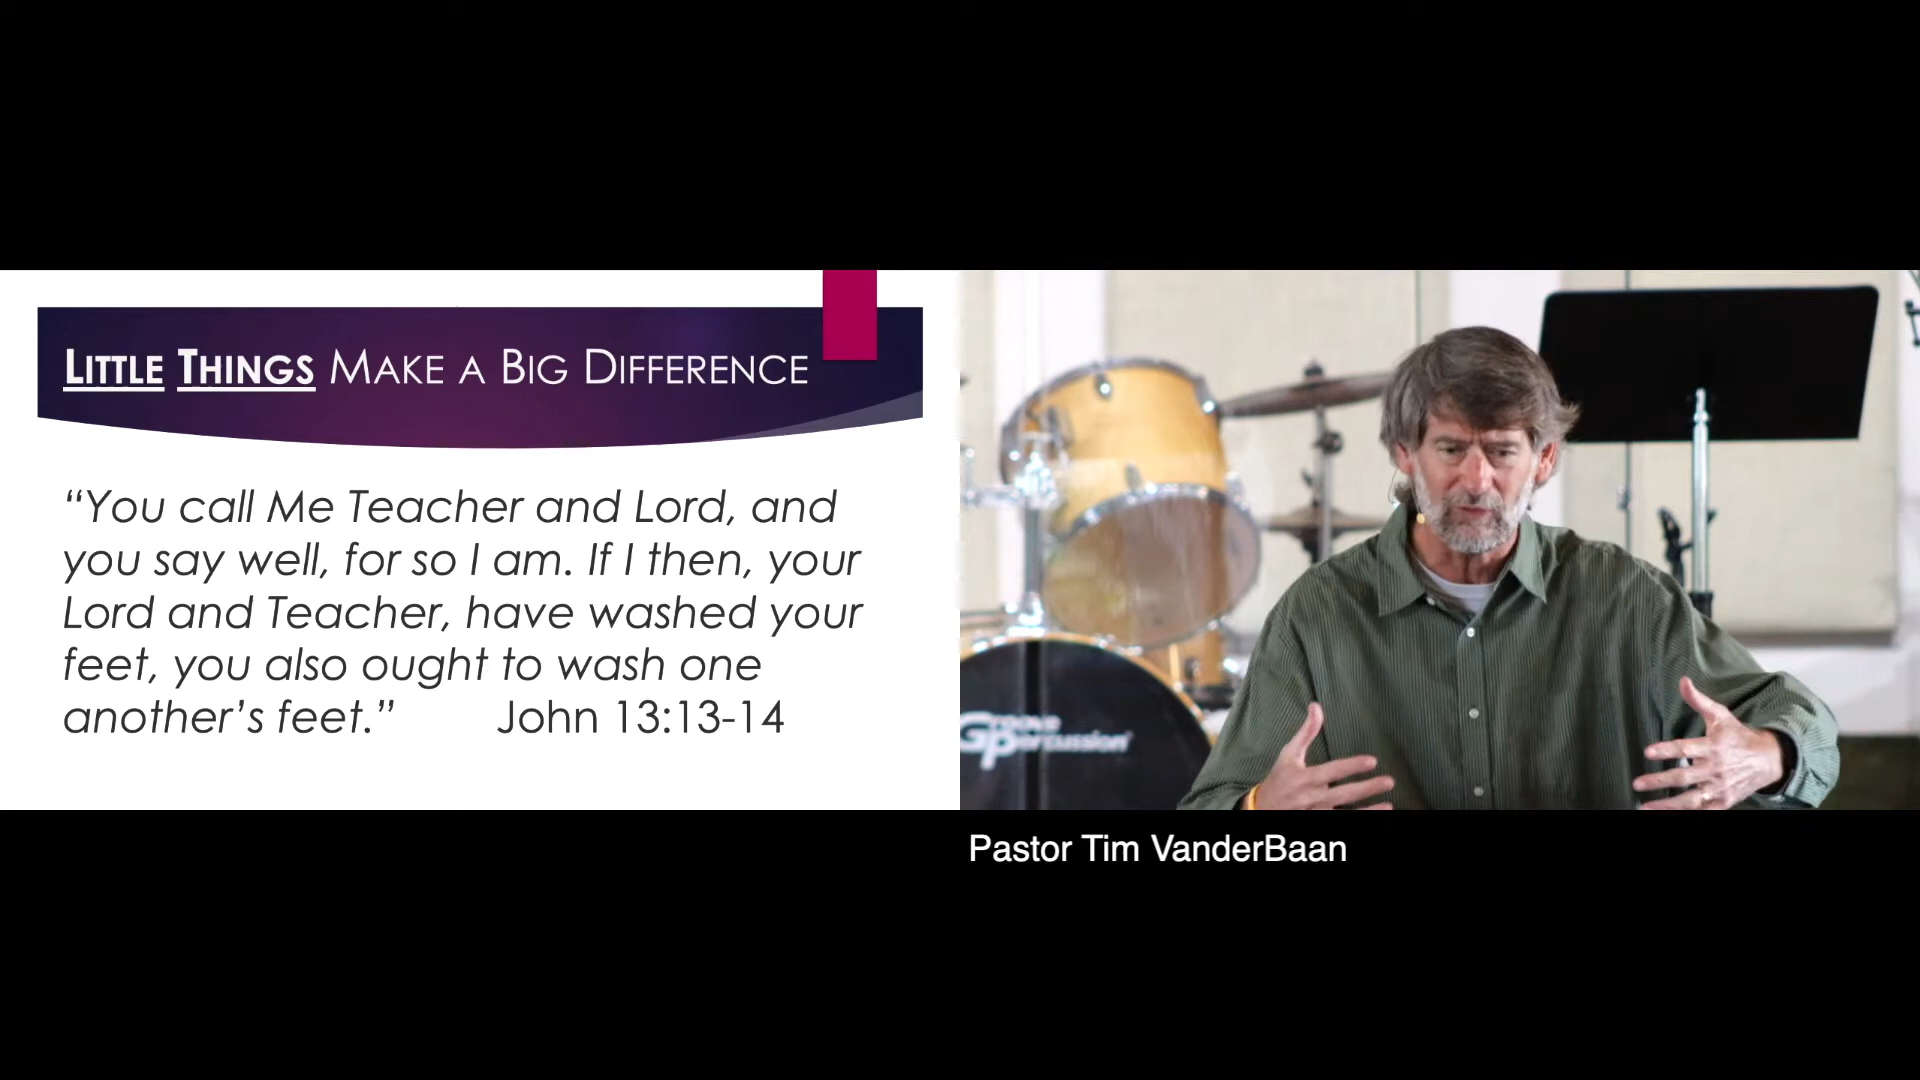 LITTLE THINGS MAKE A BIG DIFFERENCE
“You call Me Teacher and Lord, and
you say well, for so I am. If I then, your
Lord and Teacher, have washed your
feet, you also ought to wash one
another’s feet.” John 13:13-14
Groove
Percussion
Pastor Tim VanderBaan